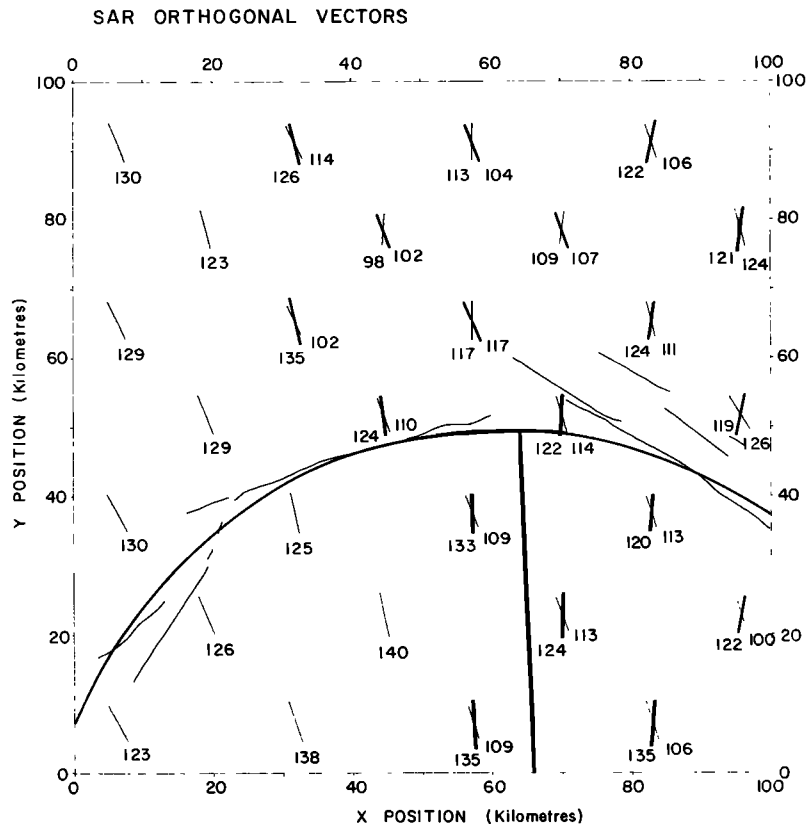 SAR ORTHOGONAL VECTORS
0 20 40 60 80 100
100 100
130 126 114 113 104 122 106
80 80
123 98 102 109 107 121 124
129 135 102 117 117 124 111
60 60
129 124 110 122 114 119 126
40 40
130 125 133 109 120 113
20 20
126 140 124 113 122 100
123 138 135 109 135 106
0 0
0 20 40 60 80 100
X POSITION (Kilometres)
Y POSITION (Kilometres)